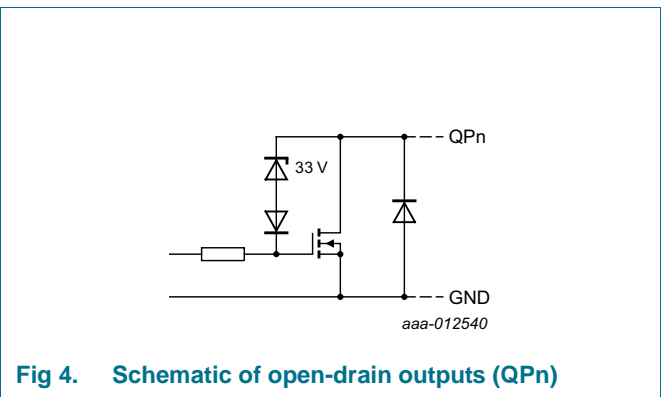 QPn
33 V
GND
aaa-012540
Fig 4. Schematic of open-drain outputs (QPn)